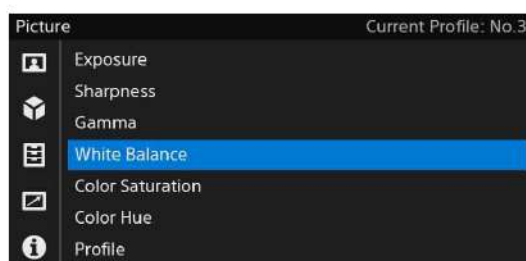 Picture
Current Profile: No.3
Exposure
Sharpness
Gamma
White Balance
Color Saturation
Color Hue
Profile